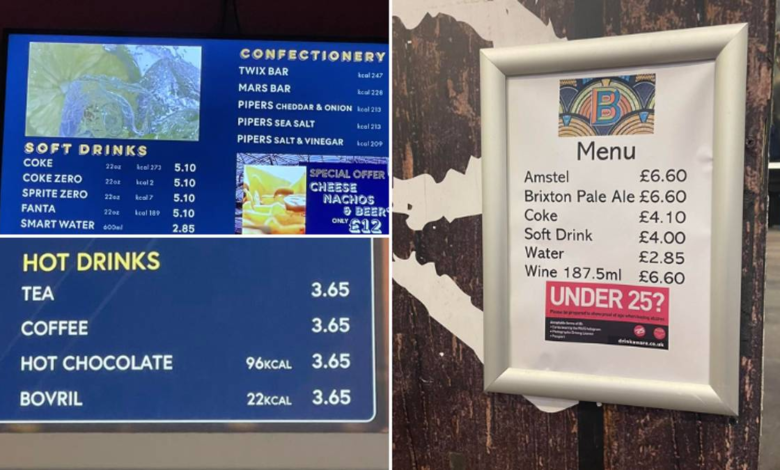 SOFT DRINKS
COKE 22oz kcal 273 5.10
COKE ZERO 22oz kcal 2 5.10
SPRITE ZERO 22oz kcal 7 5.10
FANTA 22oz kcal 189 5.10
SMART WATER 600ml 2.85
CONFECTIONERY
TWIX BAR kcal 247
MARS BAR kcal 228
PIPERS CHEDDAR & ONION kcal 213
PIPERS SEA SALT kcal 213
PIPERS SALT & VINEGAR kcal 209
SPECIAL OFFER
CHEESE
NACHOS
& BEER
ONLY £12
HOT DRINKS
TEA 3.65
COFFEE 3.65
HOT CHOCOLATE 96KCAL 3.65
BOVRIL 22KCAL 3.65
B
Menu
Amstel £6.60
Brixton Pale Ale £6.60
Coke £4.10
Soft Drink £4.00
Water £2.85
Wine 187.5ml £6.60
UNDER 25?
drinkaware.co.uk